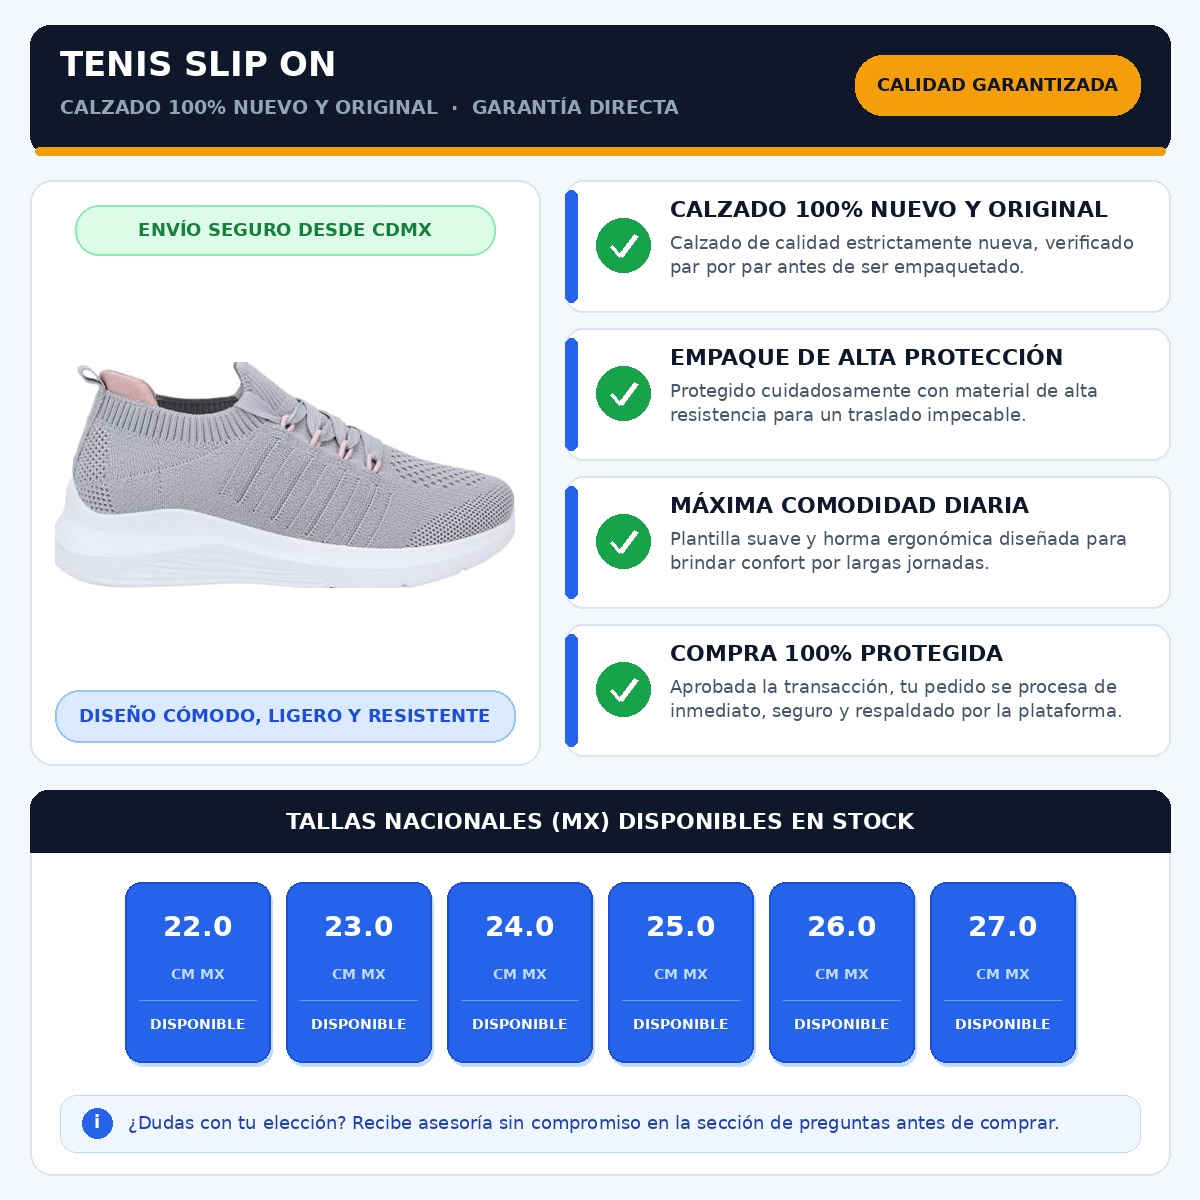 TENIS SLIP ON
CALZADO 100% NUEVO Y ORIGINAL · GARANTÍA DIRECTA
CALIDAD GARANTIZADA
ENVÍO SEGURO DESDE CDMX
DISEÑO CÓMODO, LIGERO Y RESISTENTE
CALZADO 100% NUEVO Y ORIGINAL
Calzado de calidad estrictamente nueva, verificado
par por par antes de ser empaquetado.
EMPAQUE DE ALTA PROTECCIÓN
Protegido cuidadosamente con material de alta
resistencia para un traslado impecable.
MÁXIMA COMODIDAD DIARIA
Plantilla suave y horma ergonómica diseñada para
brindar confort por largas jornadas.
COMPRA 100% PROTEGIDA
Aprobada la transacción, tu pedido se procesa de
inmediato, seguro y respaldado por la plataforma.
TALLAS NACIONALES (MX) DISPONIBLES EN STOCK
22.0
CM MX
DISPONIBLE
23.0
CM MX
DISPONIBLE
24.0
CM MX
DISPONIBLE
25.0
CM MX
DISPONIBLE
26.0
CM MX
DISPONIBLE
27.0
CM MX
DISPONIBLE
i ¿Dudas con tu elección? Recibe asesoría sin compromiso en la sección de preguntas antes de comprar.